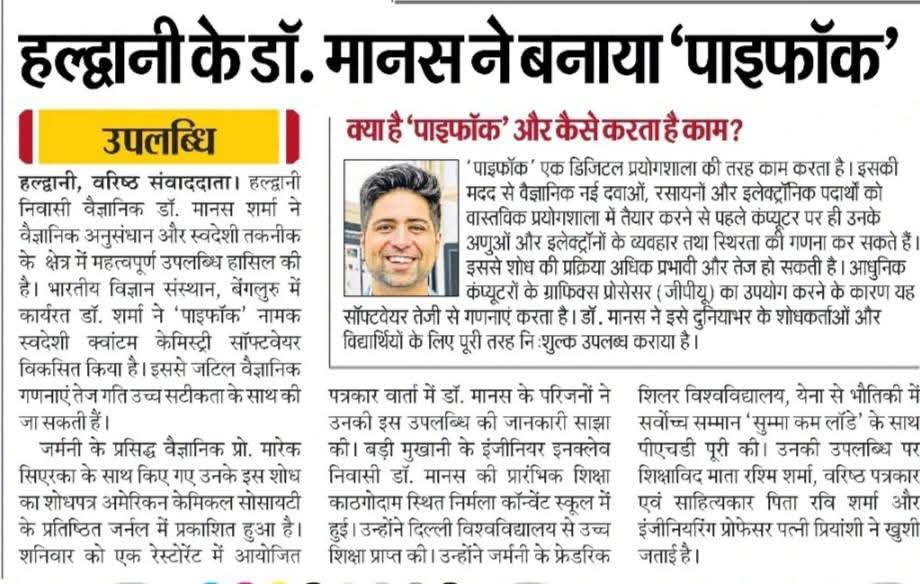 हल्द्वानी के डॉ. मानस ने बनाया ‘पाइफॉक’
उपलब्धि
हल्द्वानी, वरिष्ठ संवाददाता। हल्द्वानी
निवासी वैज्ञानिक डॉ. मानस शर्मा ने
वैज्ञानिक अनुसंधान और स्वदेशी तकनीक
के क्षेत्र में महत्वपूर्ण उपलब्धि हासिल की
है। भारतीय विज्ञान संस्थान, बेंगलुरु में
कार्यरत डॉ. शर्मा ने ‘पाइफॉक’ नामक
स्वदेशी क्वांटम केमिस्ट्री सॉफ्टवेयर
विकसित किया है। इससे जटिल वैज्ञानिक
गणनाएं तेज गति उच्च सटीकता के साथ की
जा सकती हैं।
जर्मनी के प्रसिद्ध वैज्ञानिक प्रो. मारेक
सिएरका के साथ किए गए उनके इस शोध
का शोधपत्र अमेरिकन केमिकल सोसायटी
के प्रतिष्ठित जर्नल में प्रकाशित हुआ है।
शनिवार को एक रेस्टोरेंट में आयोजित
क्या है ‘पाइफॉक’ और कैसे करता है काम?
‘पाइफॉक’ एक डिजिटल प्रयोगशाला की तरह काम करता है। इसकी
मदद से वैज्ञानिक नई दवाओं, रसायनों और इलेक्ट्रॉनिक पदार्थों को
वास्तविक प्रयोगशाला में तैयार करने से पहले कंप्यूटर पर ही उनके
अणुओं और इलेक्ट्रॉनों के व्यवहार तथा स्थिरता की गणना कर सकते हैं।
इससे शोध की प्रक्रिया अधिक प्रभावी और तेज हो सकती है। आधुनिक
कंप्यूटरों के ग्राफिक्स प्रोसेसर (जीपीयू) का उपयोग करने के कारण यह
सॉफ्टवेयर तेजी से गणनाएं करता है। डॉ. मानस ने इसे दुनियाभर के शोधकर्ताओं और
विद्यार्थियों के लिए पूरी तरह निःशुल्क उपलब्ध कराया है।
पत्रकार वार्ता में डॉ. मानस के परिजनों ने
उनकी इस उपलब्धि की जानकारी साझा
की। बड़ी मुखानी के इंजीनियर इनक्लेव
निवासी डॉ. मानस की प्रारंभिक शिक्षा
काठगोदाम स्थित निर्मला कॉन्वेंट स्कूल में
हुई। उन्होंने दिल्ली विश्वविद्यालय से उच्च
शिक्षा प्राप्त की। उन्होंने जर्मनी के फ्रेडरिक
शिलर विश्वविद्यालय, येना से भौतिकी में
सर्वोच्च सम्मान ‘सुम्मा कम लॉडे’ के साथ
पीएचडी पूरी की। उनकी उपलब्धि पर
शिक्षाविद माता रश्मि शर्मा, वरिष्ठ पत्रकार
एवं साहित्यकार पिता रवि शर्मा और
इंजीनियरिंग प्रोफेसर पत्नी प्रियांशी ने खुशी
जताई है।